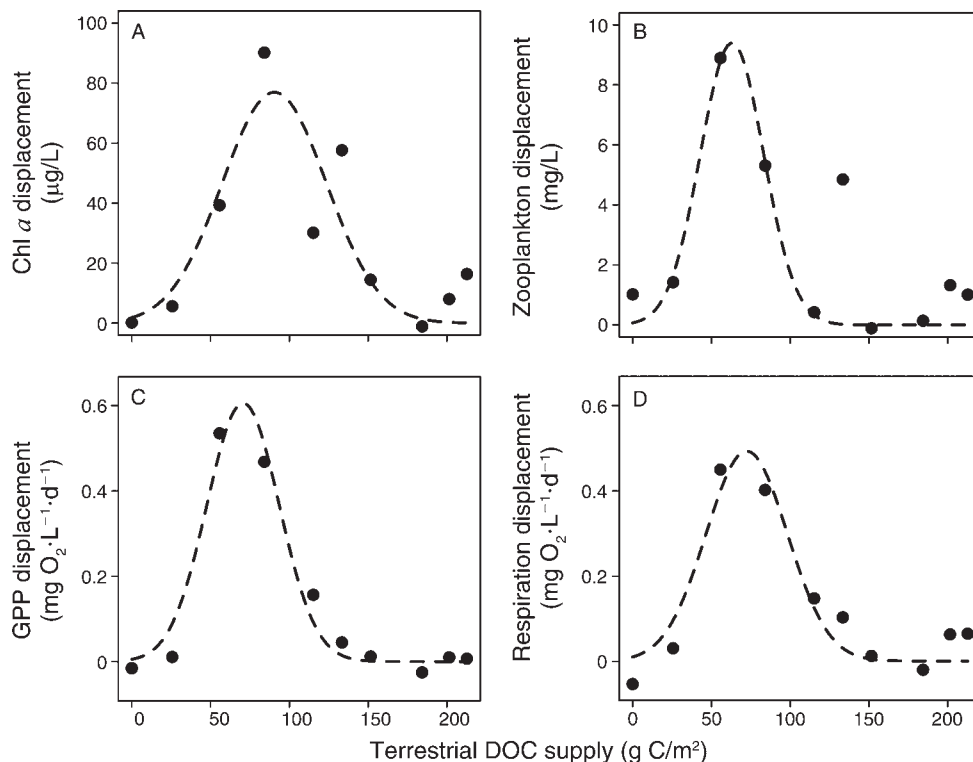 A
Chl a displacement
(μg/L)
100
80
60
40
20
0
B
Zooplankton displacement
(mg/L)
10
8
6
4
2
0
C
GPP displacement
(mg O₂·L⁻¹·d⁻¹)
0.6
0.4
0.2
0
0 50 100 150 200
D
Respiration displacement
(mg O₂·L⁻¹·d⁻¹)
0.6
0.4
0.2
0
0 50 100 150 200
Terrestrial DOC supply (g C/m²)